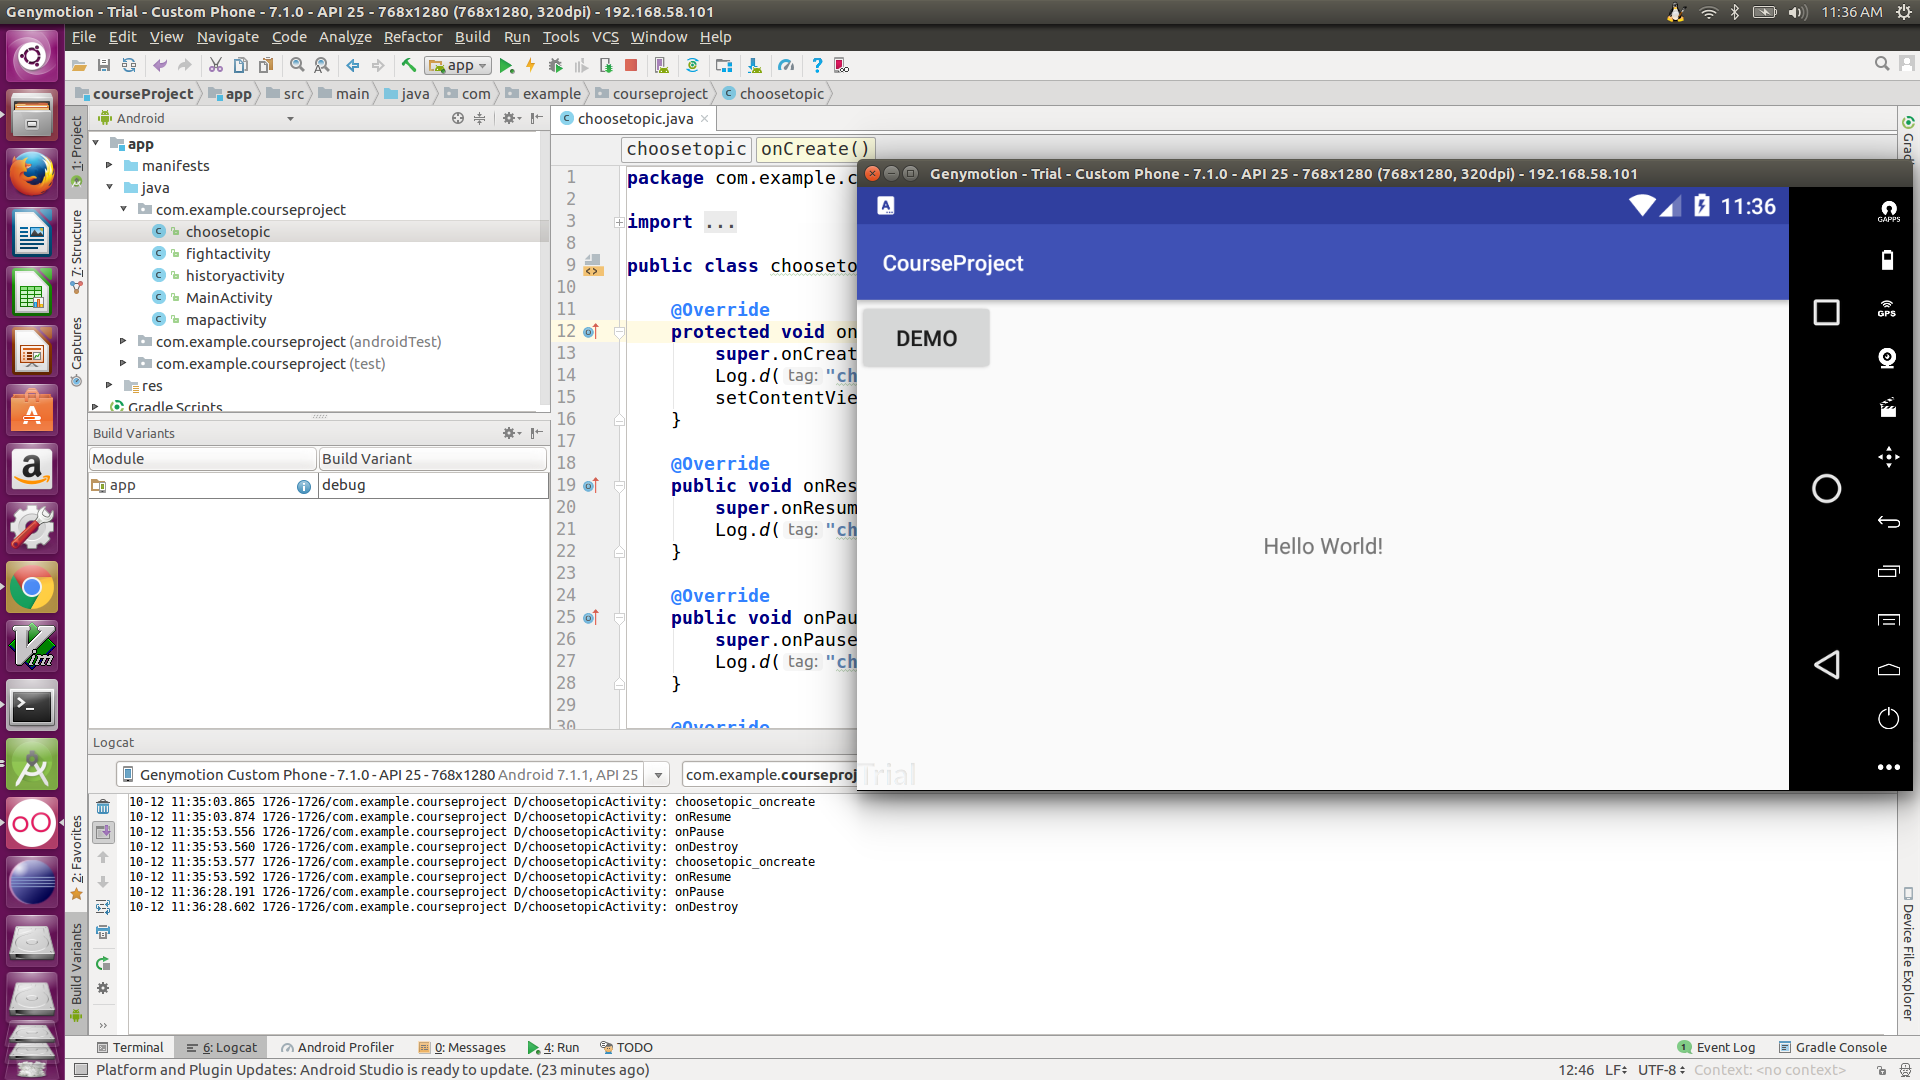 Genymotion - Trial - Custom Phone - 7.1.0 - API 25 - 768x1280 (768x1280, 320dpi) - 192.168.58.101
11:36 AM
File Edit View Navigate Code Analyze Refactor Build Run Tools VCS Window Help
app
courseProject app src main java com example courseproject choosetopic
1: Project
7: Structure
Captures
2: Favorites
Build Variants
Android
app
manifests
java
com.example.courseproject
choosetopic
fightactivity
historyactivity
MainActivity
mapactivity
com.example.courseproject (androidTest)
com.example.courseproject (test)
res
Gradle Scripts
Build Variants
Module Build Variant
app debug
choosetopic.java
choosetopic onCreate()
1 package com.example.c
2
3 import ...
8
9 public class chooseto
10
11 @Override
12 protected void on
13 super.onCreat
14 Log.d( tag: "ch
15 setContentVie
16 }
17
18 @Override
19 public void onRes
20 super.onResum
21 Log.d( tag: "ch
22 }
23
24 @Override
25 public void onPau
26 super.onPause
27 Log.d( tag: "ch
28 }
29
30 @Override
Genymotion - Trial - Custom Phone - 7.1.0 - API 25 - 768x1280 (768x1280, 320dpi) - 192.168.58.101
A
11:36
CourseProject
DEMO
Hello World!
Trial
GAPPS
GPS
Logcat
Genymotion Custom Phone - 7.1.0 - API 25 - 768x1280 Android 7.1.1, API 25
com.example.courseproj
10-12 11:35:03.865 1726-1726/com.example.courseproject D/choosetopicActivity: choosetopic_oncreate
10-12 11:35:03.874 1726-1726/com.example.courseproject D/choosetopicActivity: onResume
10-12 11:35:53.556 1726-1726/com.example.courseproject D/choosetopicActivity: onPause
10-12 11:35:53.560 1726-1726/com.example.courseproject D/choosetopicActivity: onDestroy
10-12 11:35:53.577 1726-1726/com.example.courseproject D/choosetopicActivity: choosetopic_oncreate
10-12 11:35:53.592 1726-1726/com.example.courseproject D/choosetopicActivity: onResume
10-12 11:36:28.191 1726-1726/com.example.courseproject D/choosetopicActivity: onPause
10-12 11:36:28.602 1726-1726/com.example.courseproject D/choosetopicActivity: onDestroy
Device File Explorer
Terminal 6: Logcat Android Profiler 0: Messages 4: Run TODO
1 Event Log Gradle Console
Platform and Plugin Updates: Android Studio is ready to update. (23 minutes ago)
12:46 LF UTF-8 Context: <no context>